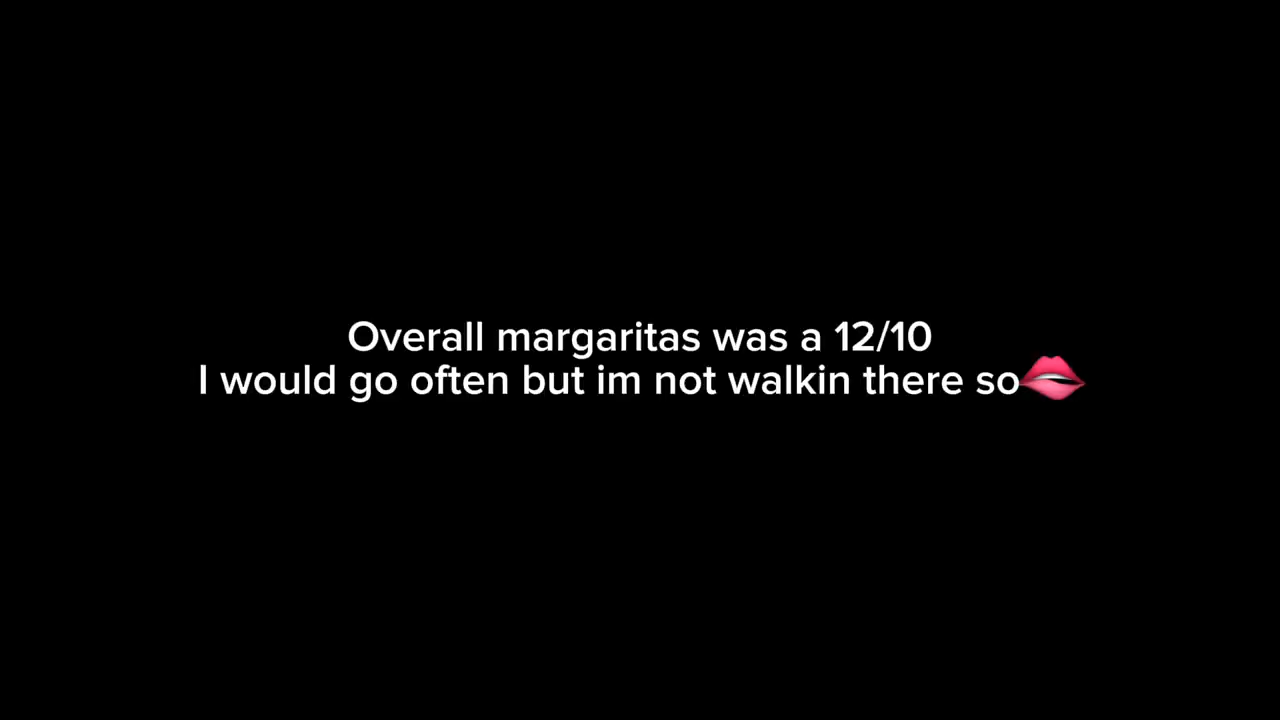 Overall margaritas was a 12/10
I would go often but im not walkin there so🫦